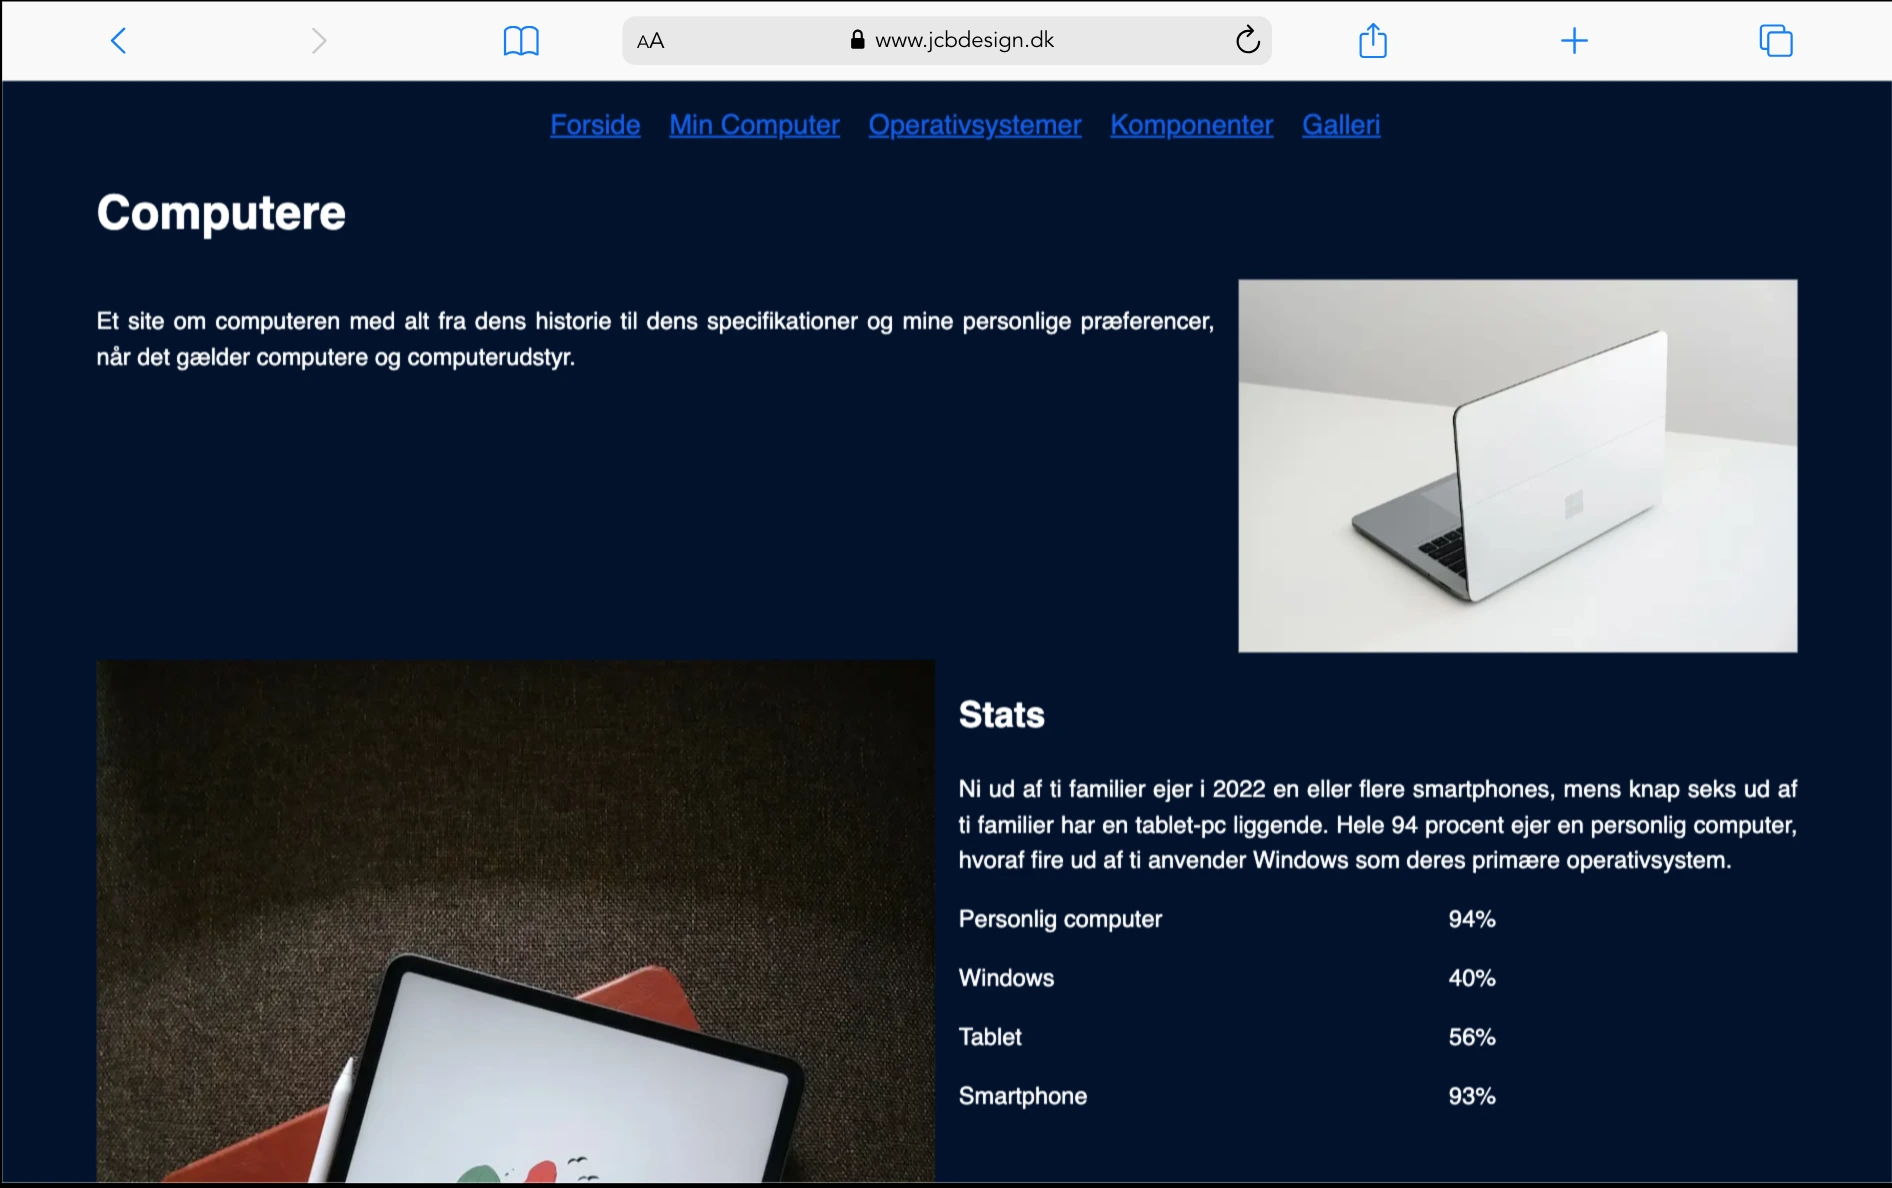 AA
www.jcbdesign.dk
Forside Min Computer Operativsystemer Komponenter Galleri
Computere
Et site om computeren med alt fra dens historie til dens specifikationer og mine personlige præferencer,
når det gælder computere og computerudstyr.
Stats
Ni ud af ti familier ejer i 2022 en eller flere smartphones, mens knap seks ud af
ti familier har en tablet-pc liggende. Hele 94 procent ejer en personlig computer,
hvoraf fire ud af ti anvender Windows som deres primære operativsystem.
Personlig computer 94%
Windows 40%
Tablet 56%
Smartphone 93%